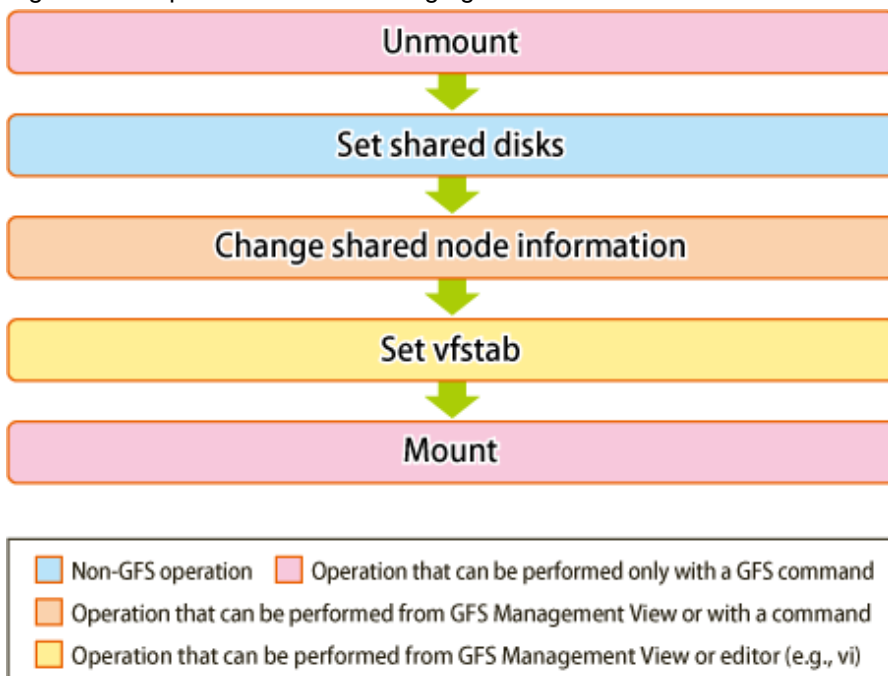 Unmount
Set shared disks
Change shared node information
Set vfstab
Mount
Non-GFS operation Operation that can be performed only with a GFS command
Operation that can be performed from GFS Management View or with a command
Operation that can be performed from GFS Management View or editor (e.g., vi)